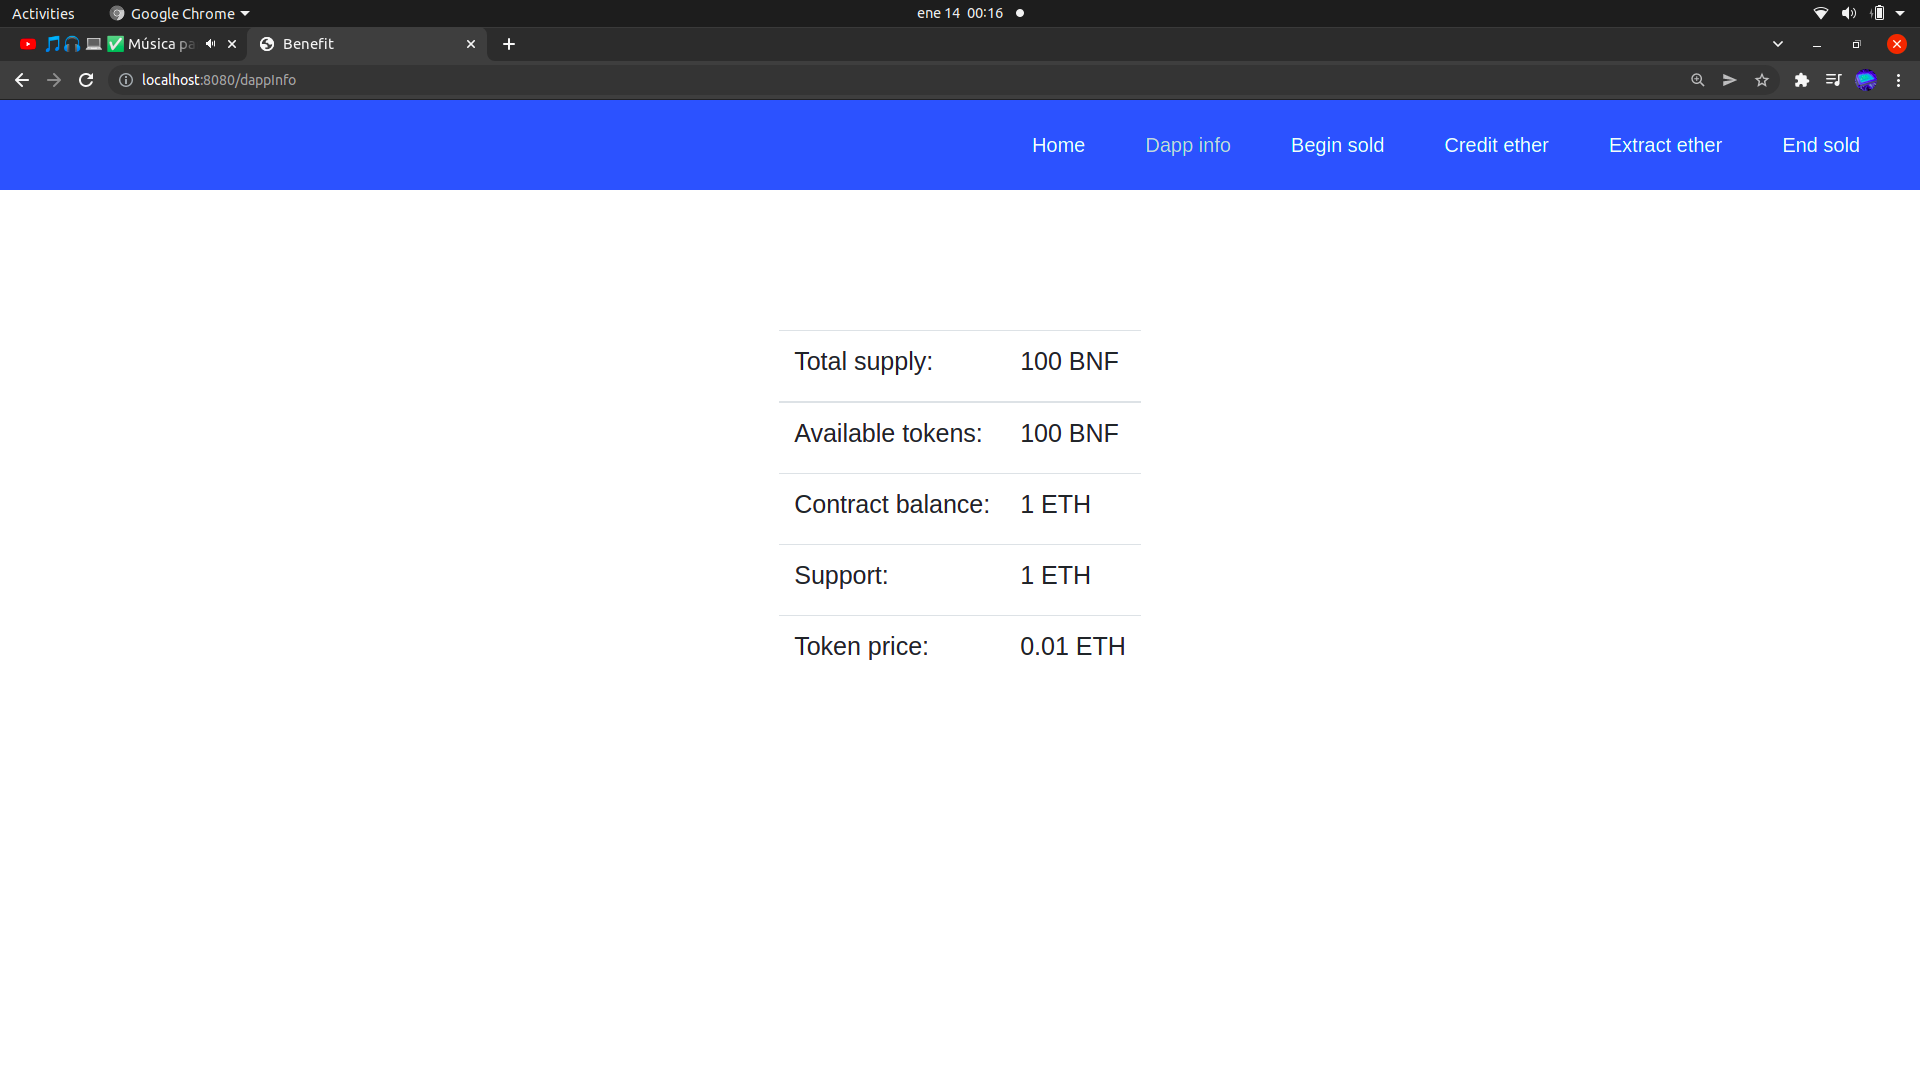 Activities Google Chrome ene 14 00:16
Música pa Benefit
localhost:8080/dappInfo
Home Dapp info Begin sold Credit ether Extract ether End sold
Total supply: 100 BNF
Available tokens: 100 BNF
Contract balance: 1 ETH
Support: 1 ETH
Token price: 0.01 ETH